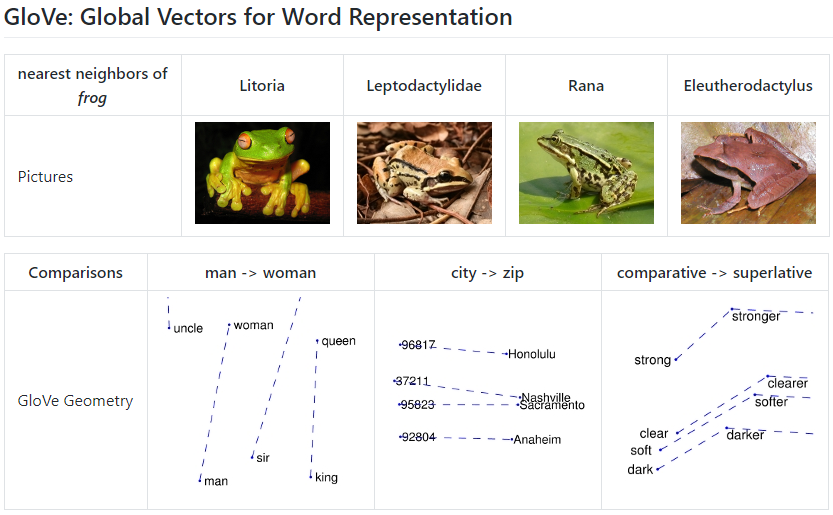 GloVe: Global Vectors for Word Representation
nearest neighbors of
frog
Litoria
Leptodactylidae
Rana
Eleutherodactylus
Pictures
Comparisons
man -> woman
city -> zip
comparative -> superlative
GloVe Geometry
uncle
woman
queen
sir
man
king
96817
Honolulu
37211
Nashville
95823
Sacramento
92804
Anaheim
stronger
strong
clearer
softer
clear
darker
soft
dark